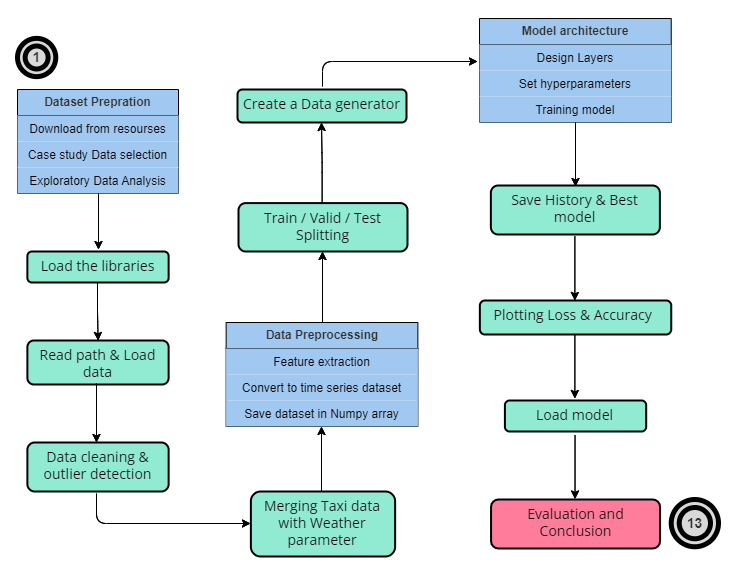 1
Dataset Prepration
Download from resourses
Case study Data selection
Exploratory Data Analysis
Load the libraries
Read path & Load
data
Data cleaning &
outlier detection
Merging Taxi data
with Weather
parameter
Data Preprocessing
Feature extraction
Convert to time series dataset
Save dataset in Numpy array
Train / Valid / Test
Splitting
Create a Data generator
Model architecture
Design Layers
Set hyperparameters
Training model
Save History & Best
model
Plotting Loss & Accuracy
Load model
Evaluation and
Conclusion
13